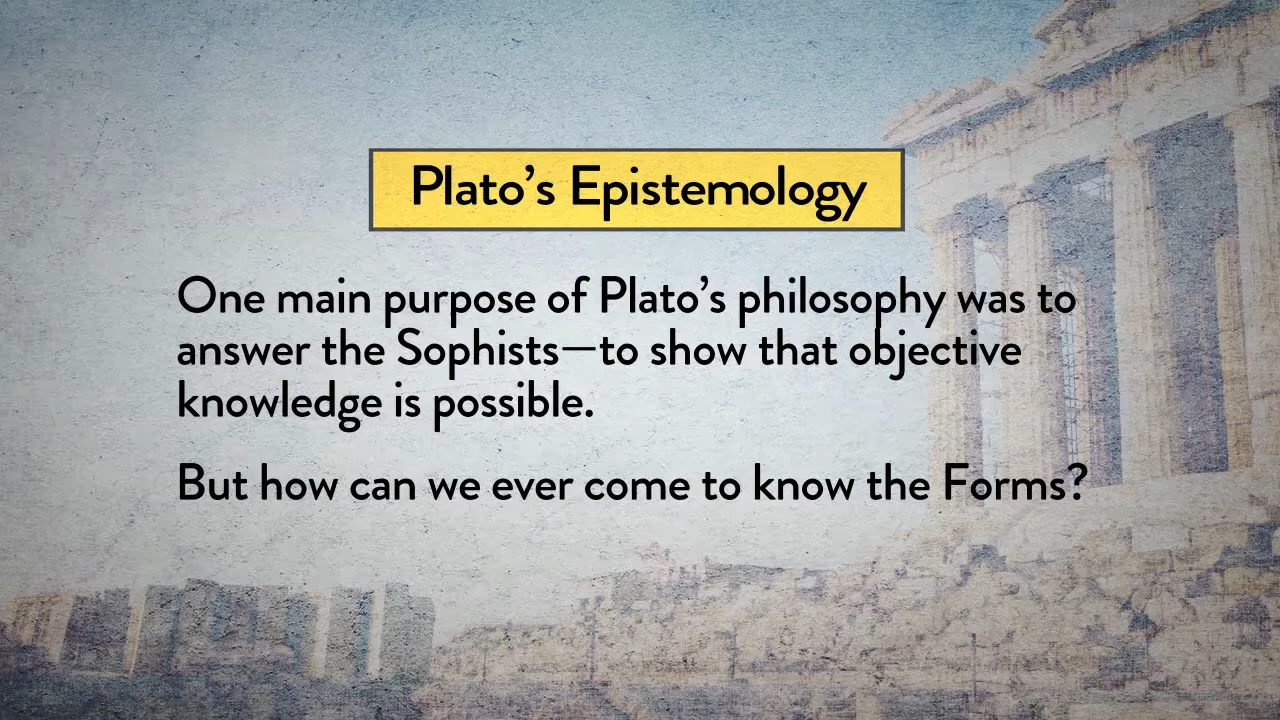 Plato’s Epistemology
One main purpose of Plato’s philosophy was to
answer the Sophists—to show that objective
knowledge is possible.
But how can we ever come to know the Forms?